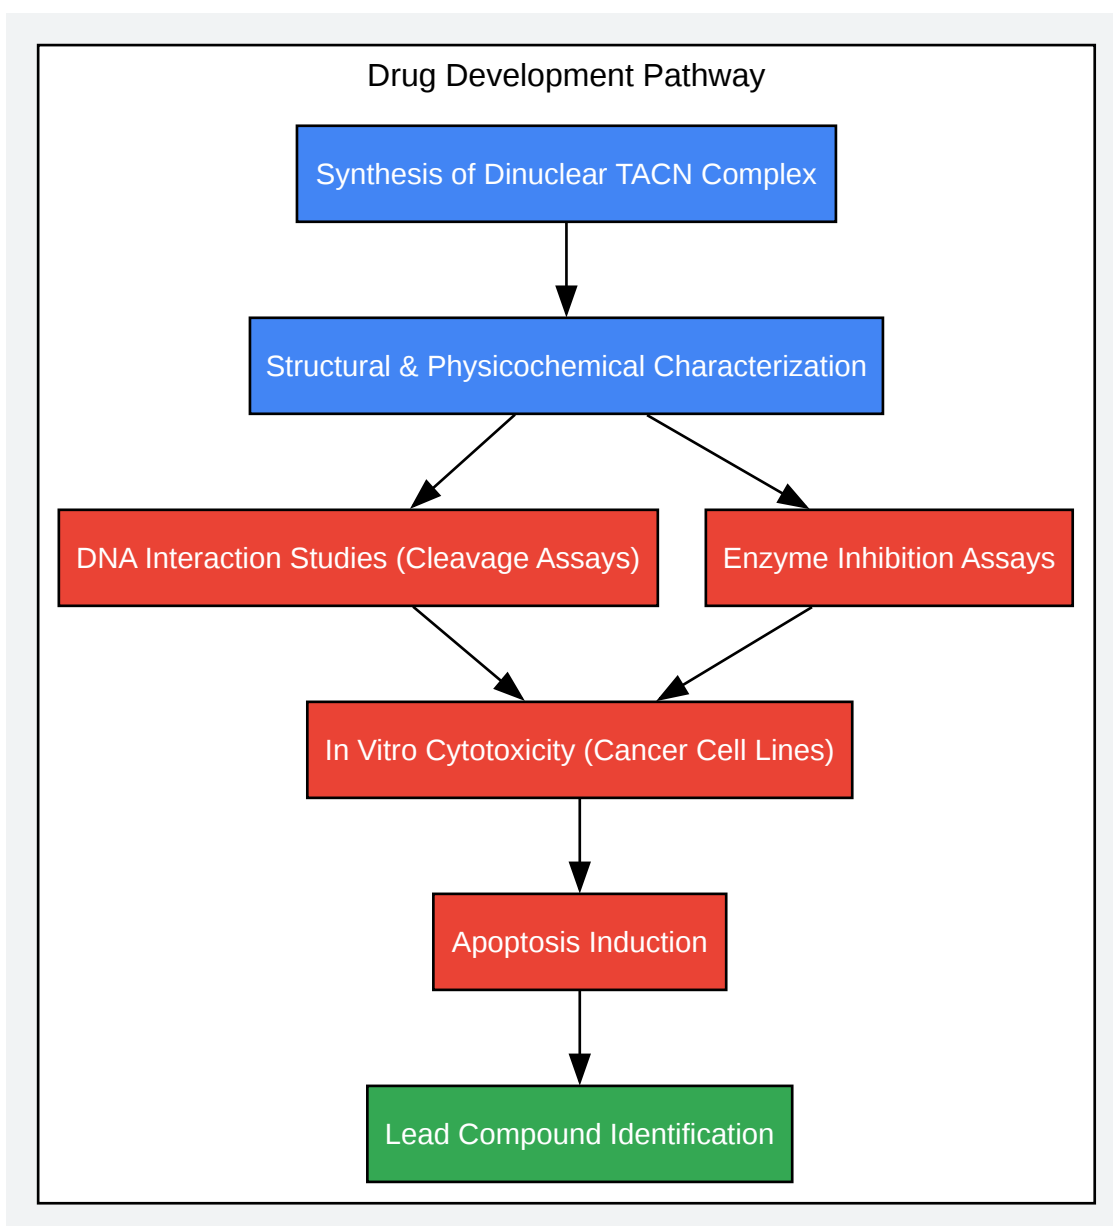 Drug Development Pathway
Synthesis of Dinuclear TACN Complex
Structural & Physicochemical Characterization
DNA Interaction Studies (Cleavage Assays)
Enzyme Inhibition Assays
In Vitro Cytotoxicity (Cancer Cell Lines)
Apoptosis Induction
Lead Compound Identification